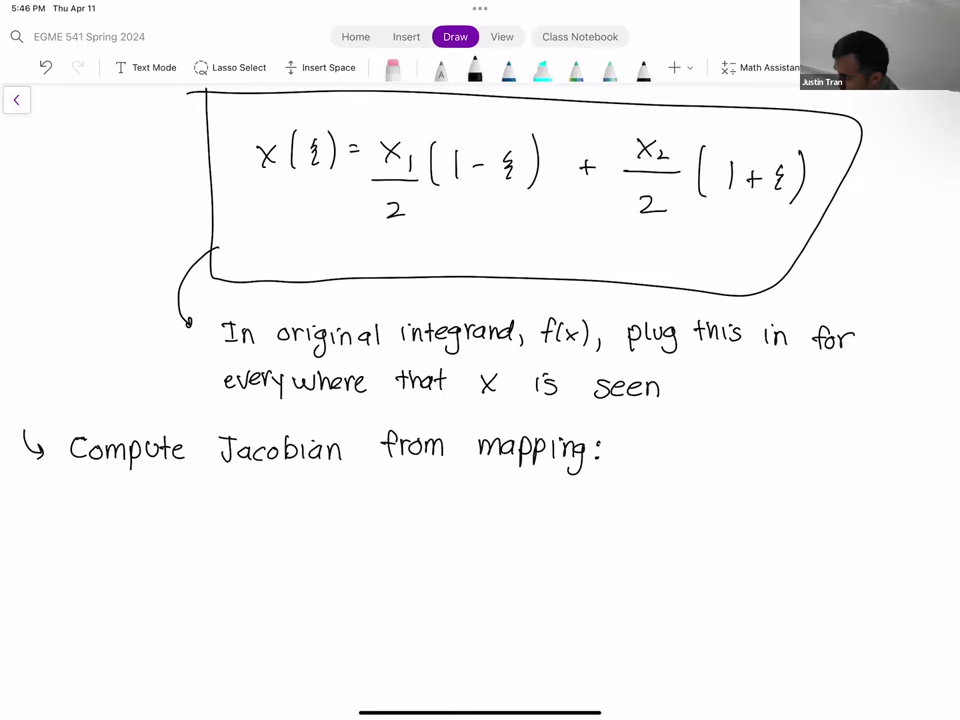 5:46 PM Thu Apr 11
EGME 541 Spring 2024
Home Insert Draw View Class Notebook
Text Mode Lasso Select Insert Space Math Assistan
Justin Tran
x(ξ) = x₁/2 (1 - ξ) + x₂/2 (1 + ξ)
In original integrand, f(x), plug this in for
everywhere that x is seen
↳ Compute Jacobian from mapping: